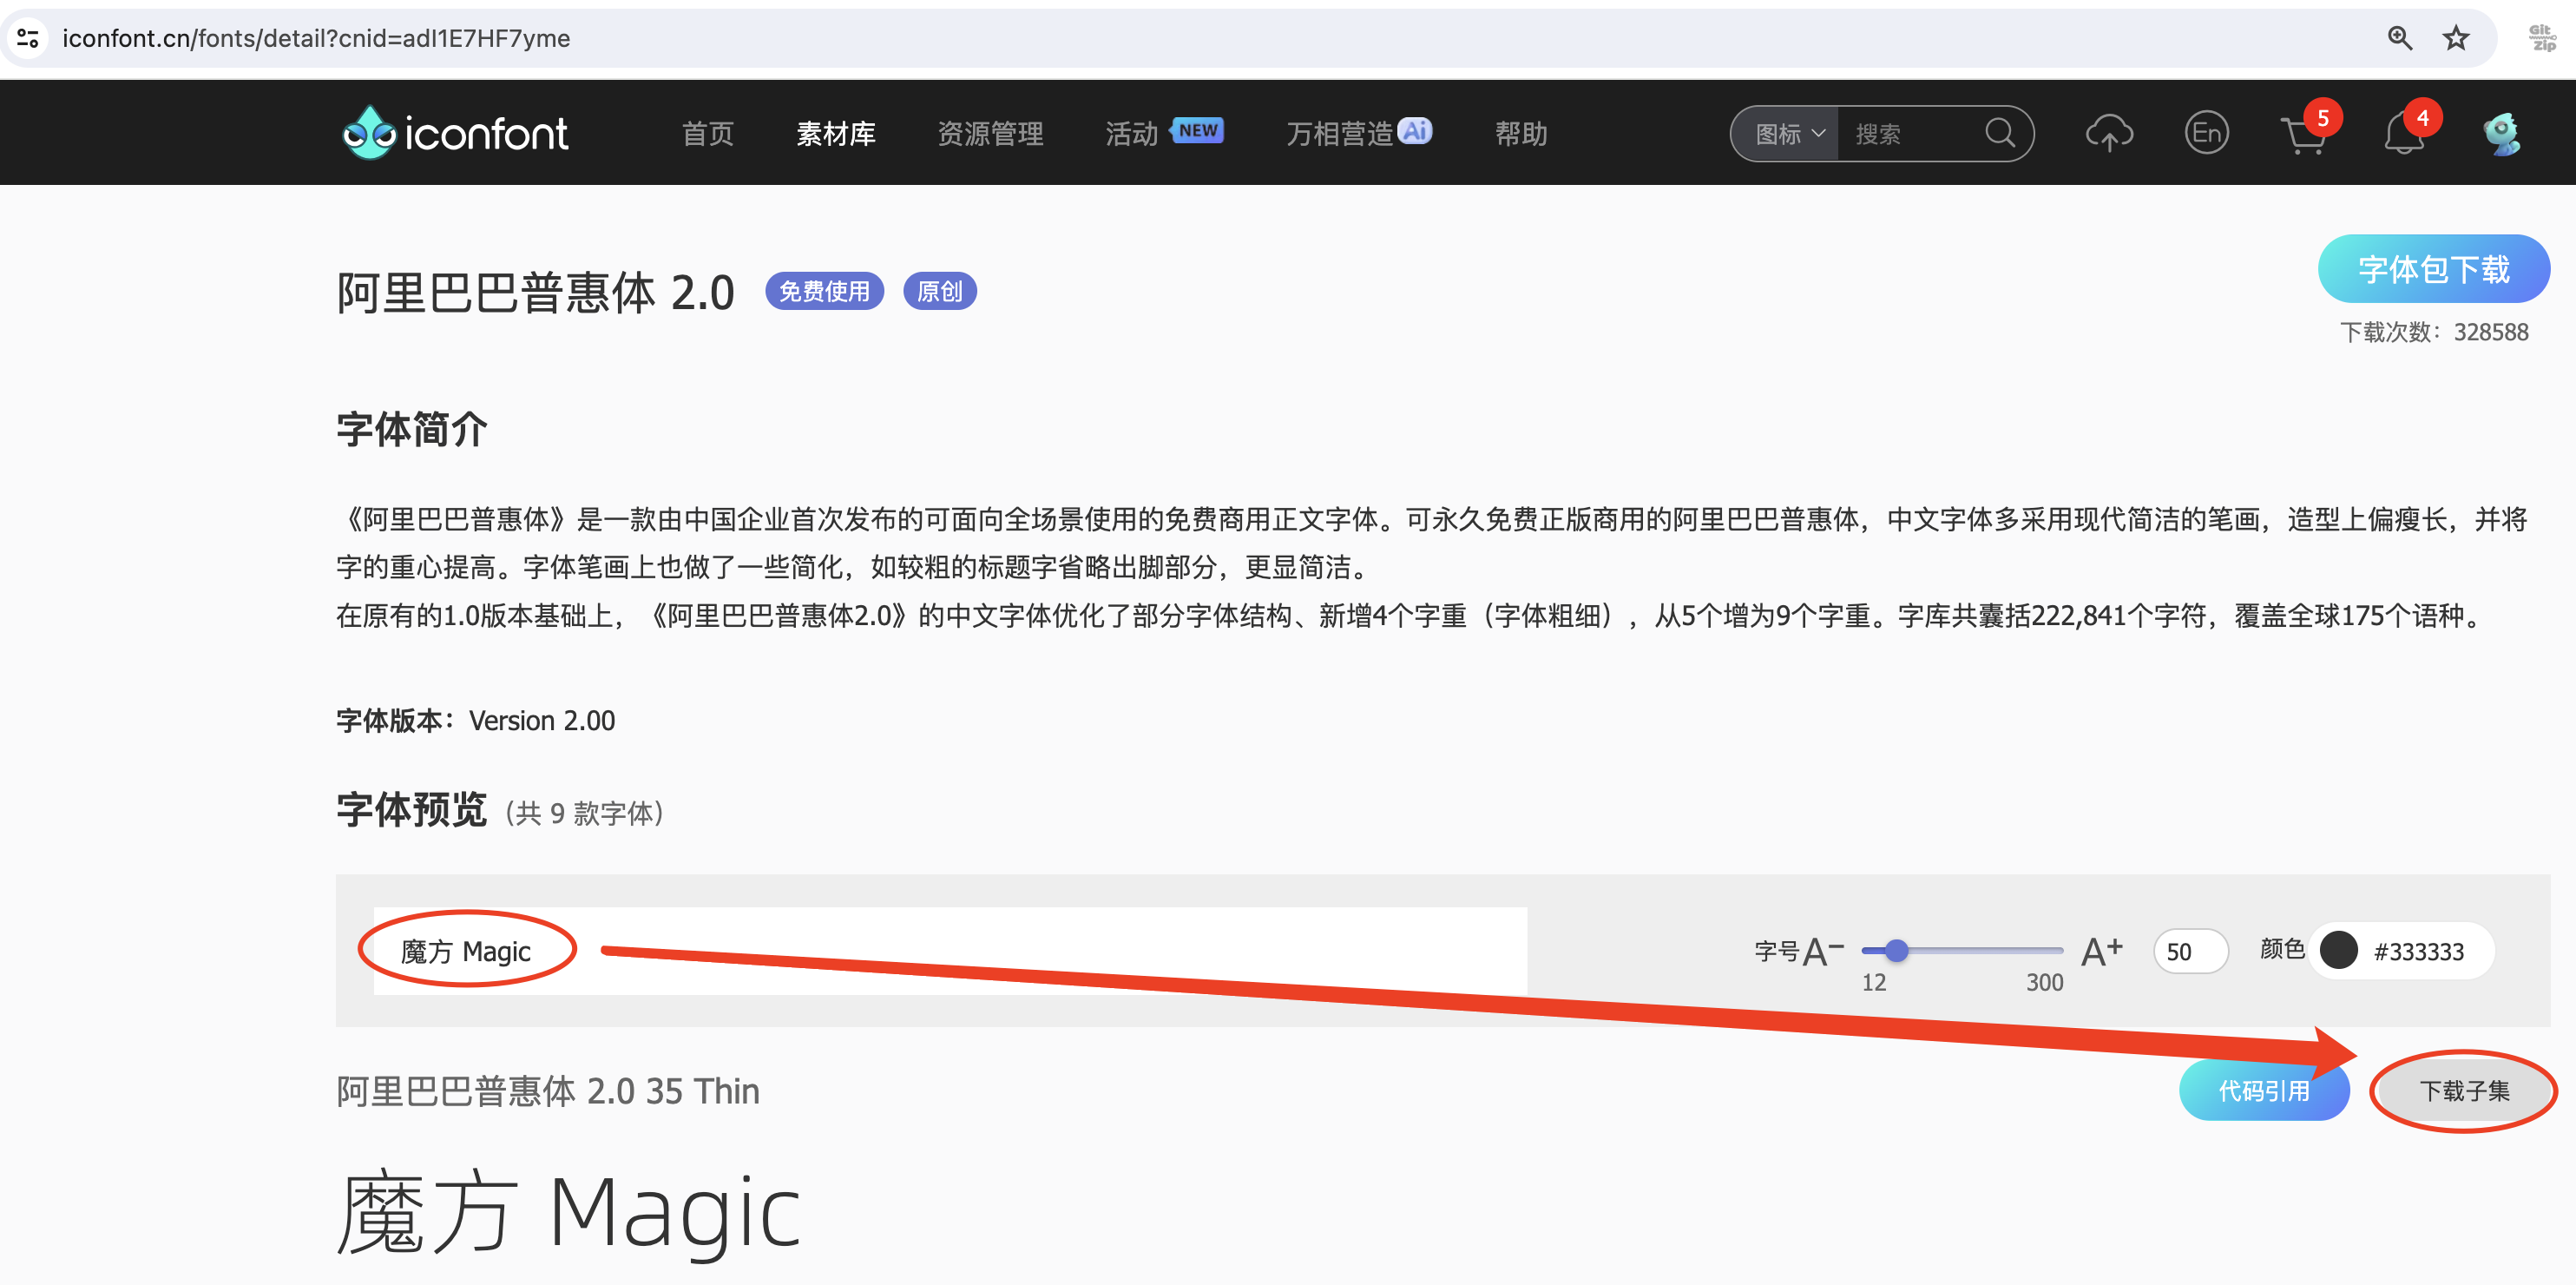 iconfont.cn/fonts/detail?cnid=adI1E7HF7yme
Git Zip
iconfont 首页 素材库 资源管理 活动 NEW 万相营造 Ai 帮助 图标 搜索 En 5 4
阿里巴巴普惠体 2.0 免费使用 原创 字体包下载
下载次数：328588
字体简介
《阿里巴巴普惠体》是一款由中国企业首次发布的可面向全场景使用的免费商用正文字体。可永久免费正版商用的阿里巴巴普惠体，中文字体多采用现代简洁的笔画，造型上偏瘦长，并将
字的重心提高。字体笔画上也做了一些简化，如较粗的标题字省略出脚部分，更显简洁。
在原有的1.0版本基础上，《阿里巴巴普惠体2.0》的中文字体优化了部分字体结构、新增4个字重（字体粗细），从5个增为9个字重。字库共囊括222,841个字符，覆盖全球175个语种。
字体版本：Version 2.00
字体预览（共 9 款字体）
魔方 Magic 字号 A− A+ 50 颜色 #333333
12 300
阿里巴巴普惠体 2.0 35 Thin 代码引用 下载子集
魔方 Magic